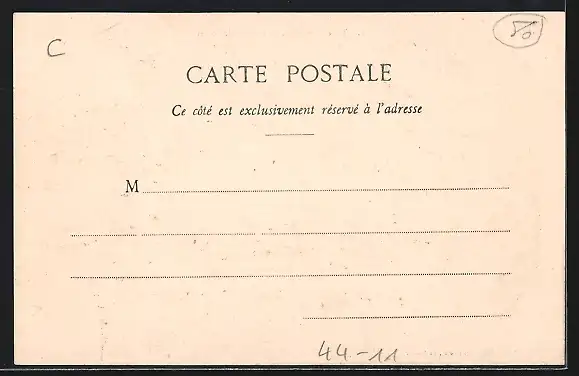 C
CARTE POSTALE
Ce côté est exclusivement réservé à l'adresse
M
44-11